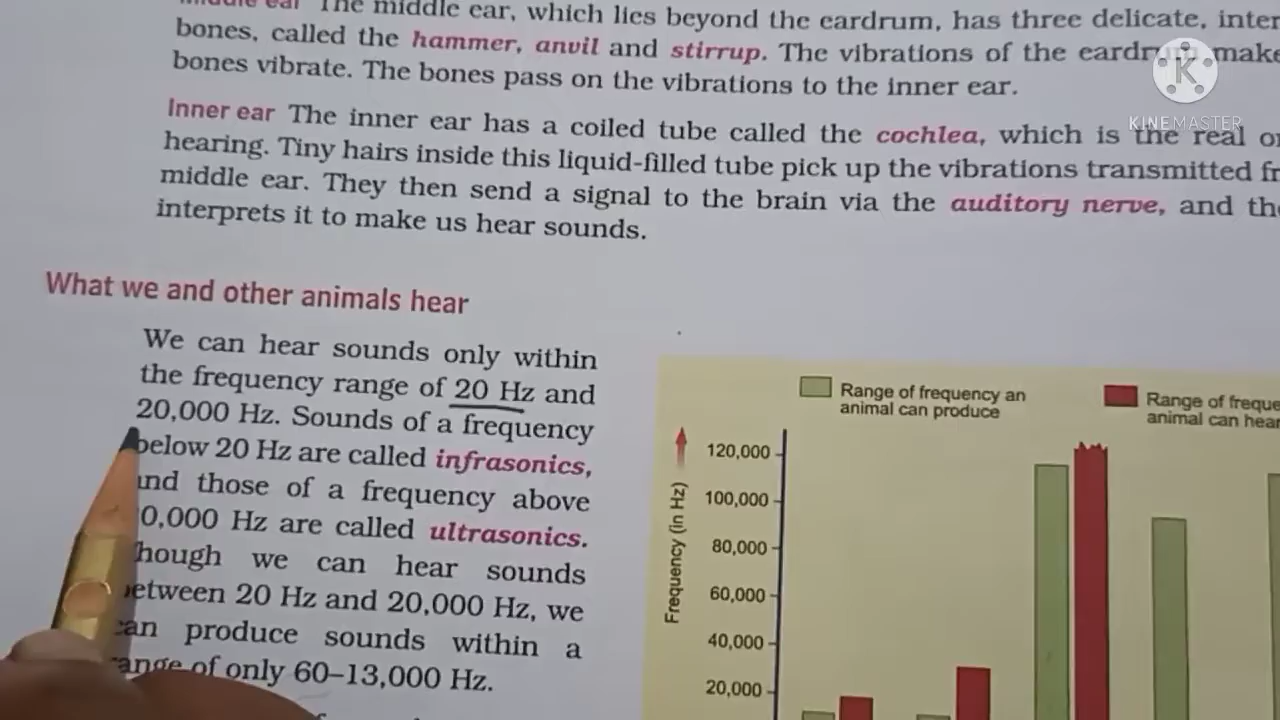 The middle ear, which lies beyond the eardrum, has three delicate, inter
bones, called the hammer, anvil and stirrup. The vibrations of the eardrum make
bones vibrate. The bones pass on the vibrations to the inner ear.
Inner ear The inner ear has a coiled tube called the cochlea, which is the real
hearing. Tiny hairs inside this liquid-filled tube pick up the vibrations transmitted
middle ear. They then send a signal to the brain via the auditory nerve, and
interprets it to make us hear sounds.
What we and other animals hear
We can hear sounds only within
the frequency range of 20 Hz and
20,000 Hz. Sounds of a frequency
below 20 Hz are called infrasonics,
and those of a frequency above
0,000 Hz are called ultrasonics.
hough we can hear sounds
between 20 Hz and 20,000 Hz, we
can produce sounds within a
range of only 60–13,000 Hz.
Range of frequency an
animal can produce
Range of freque
animal can hear
Frequency (in Hz)
120,000
100,000
80,000
60,000
40,000
20,000
K
KINEMASTER